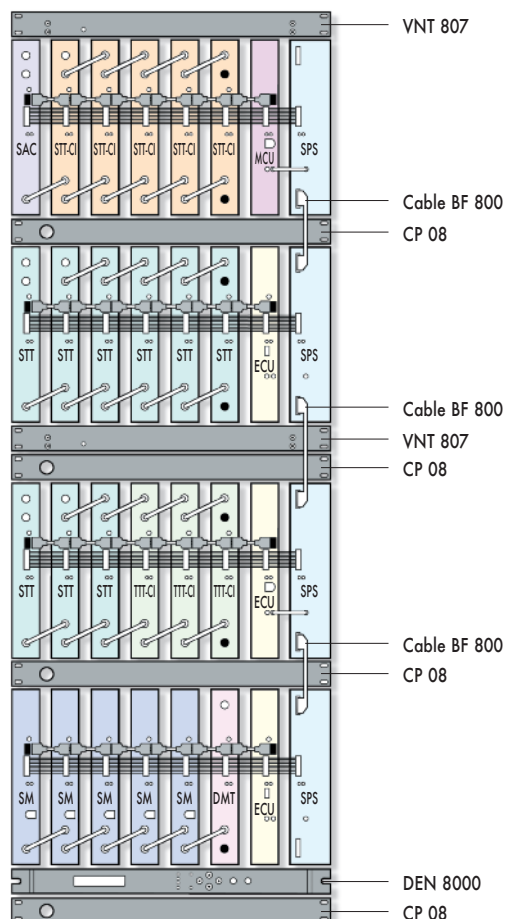 VNT 807
SAC STT-CI STT-CI STT-CI STT-CI STT-CI MCU SPS
Cable BF 800
CP 08
STT STT STT STT STT STT ECU SPS
Cable BF 800
VNT 807
CP 08
STT STT STT TTT-CI TTT-CI TTT-CI ECU SPS
Cable BF 800
CP 08
SM SM SM SM SM DMT ECU SPS
DEN 8000
CP 08